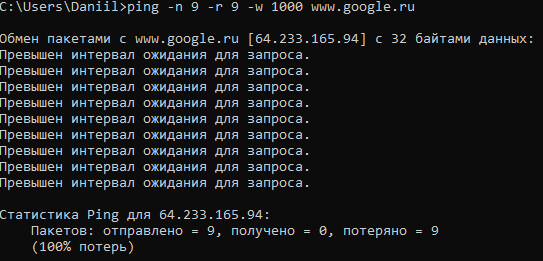 C:\Users\Daniil>ping -n 9 -r 9 -w 1000 www.google.ru
Обмен пакетами с www.google.ru [64.233.165.94] с 32 байтами данных:
Превышен интервал ожидания для запроса.
Превышен интервал ожидания для запроса.
Превышен интервал ожидания для запроса.
Превышен интервал ожидания для запроса.
Превышен интервал ожидания для запроса.
Превышен интервал ожидания для запроса.
Превышен интервал ожидания для запроса.
Превышен интервал ожидания для запроса.
Превышен интервал ожидания для запроса.
Статистика Ping для 64.233.165.94:
Пакетов: отправлено = 9, получено = 0, потеряно = 9
(100% потерь)